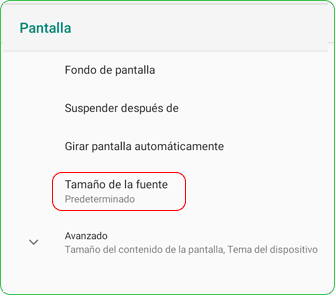 Pantalla
Fondo de pantalla
Suspender después de
Girar pantalla automáticamente
Tamaño de la fuente
Predeterminado
Avanzado
Tamaño del contenido de la pantalla, Tema del dispositivo